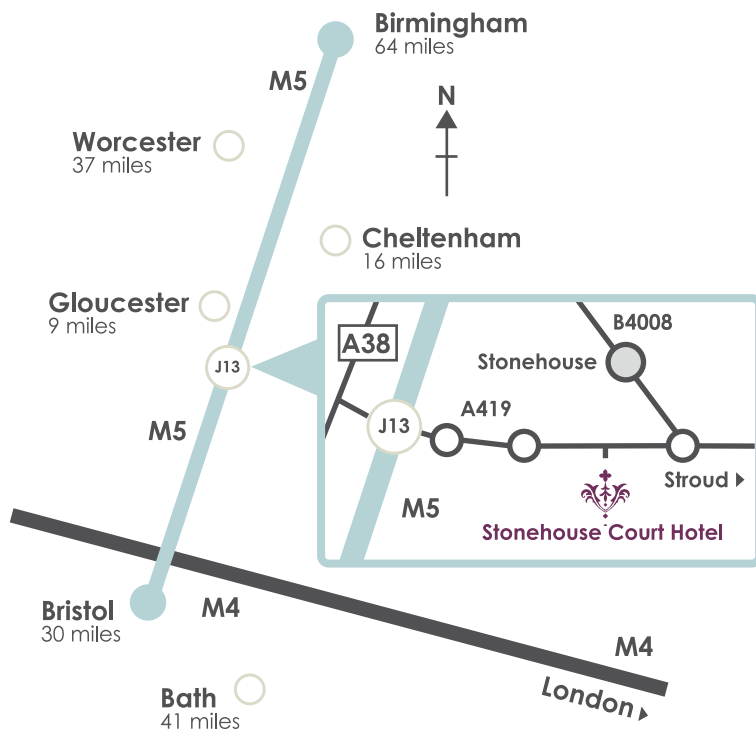 Birmingham
64 miles
M5
N
Worcester
37 miles
Cheltenham
16 miles
Gloucester
9 miles
J13
M5
A38
B4008
Stonehouse
A419
J13
Stroud
M5
Stonehouse Court Hotel
Bristol
30 miles
M4
M4
London
Bath
41 miles